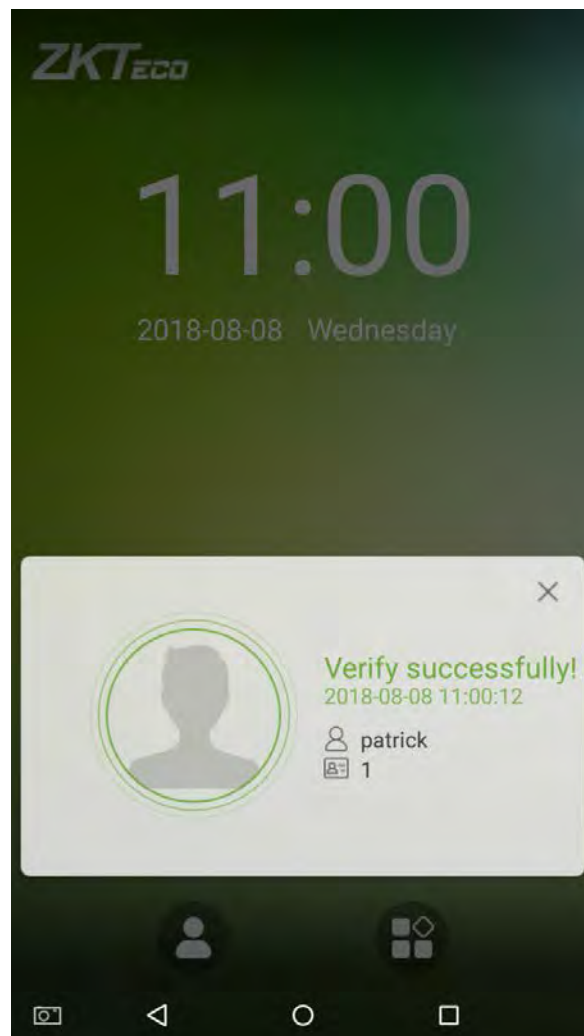 ZKTECO
11:00
2018-08-08 Wednesday
Verify successfully!
2018-08-08 11:00:12
patrick
1